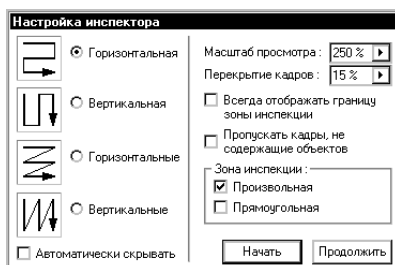 Настройка инспектора
Горизонтальная
Вертикальная
Горизонтальные
Вертикальные
Автоматически скрывать
Масштаб просмотра : 250 %
Перекрытие кадров : 15 %
Всегда отображать границу
зоны инспекции
Пропускать кадры, не
содержащие объектов
Зона инспекции :
Произвольная
Прямоугольная
Начать
Продолжить